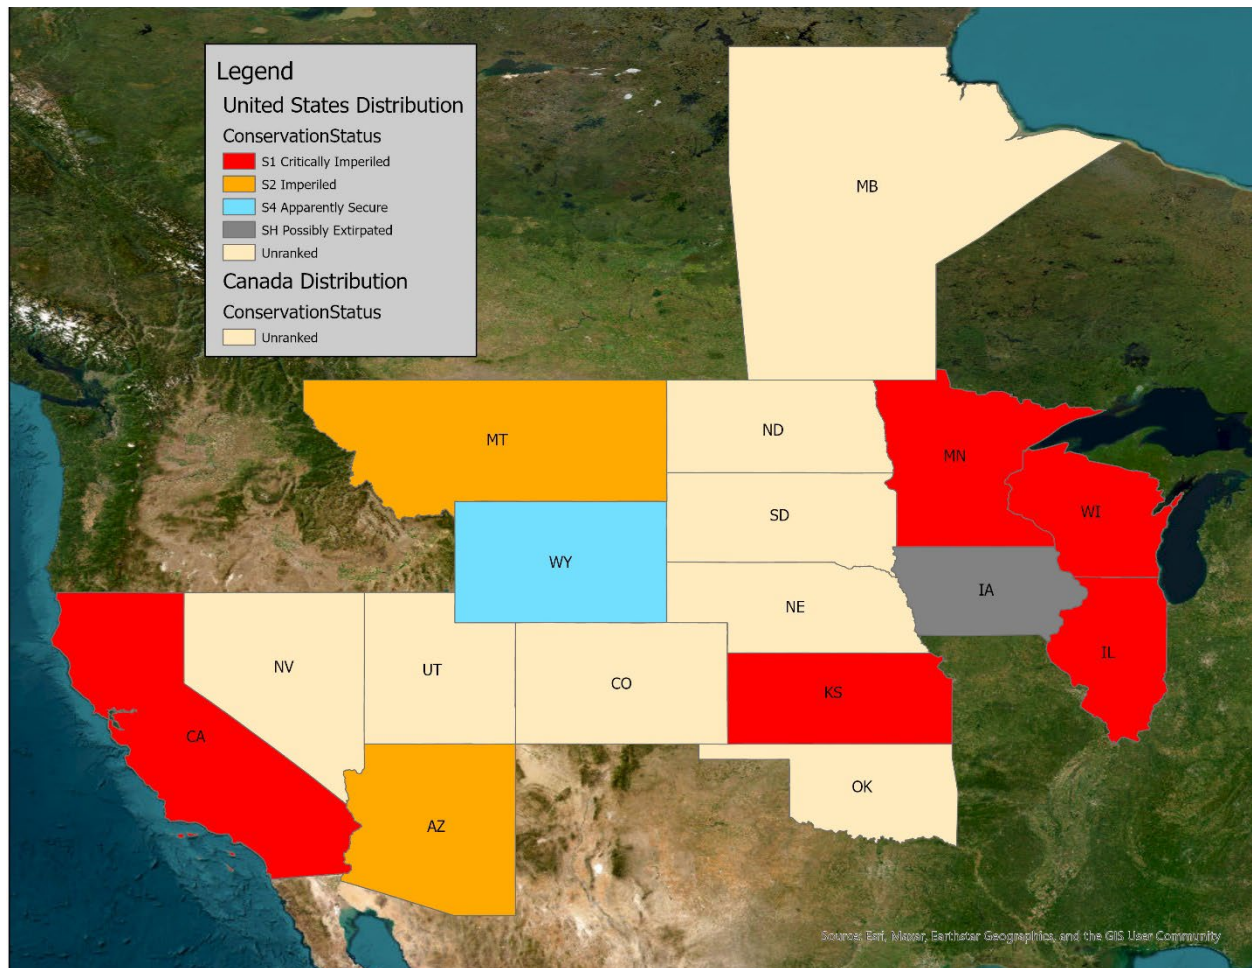 Legend
United States Distribution
ConservationStatus
S1 Critically Imperiled
S2 Imperiled
S4 Apparently Secure
SH Possibly Extirpated
Unranked
Canada Distribution
ConservationStatus
Unranked
MB
MT
ND
MN
SD
WI
WY
IA
NE
NV
UT
CO
KS
IL
CA
OK
AZ
Source: Esri, Maxar, Earthstar Geographics, and the GIS User Community